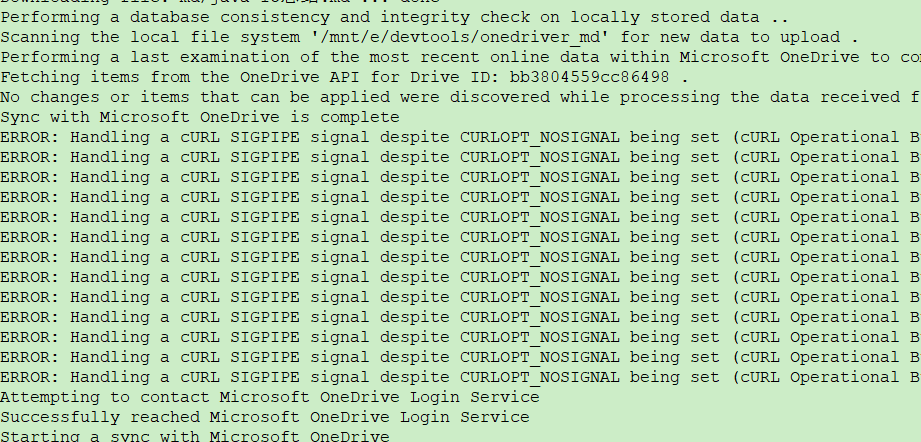 Downloading file: md/java io总结.md ... done
Performing a database consistency and integrity check on locally stored data ..
Scanning the local file system '/mnt/e/devtools/onedriver_md' for new data to upload .
Performing a last examination of the most recent online data within Microsoft OneDrive to co
Fetching items from the OneDrive API for Drive ID: bb3804559cc86498 .
No changes or items that can be applied were discovered while processing the data received f
Sync with Microsoft OneDrive is complete
ERROR: Handling a cURL SIGPIPE signal despite CURLOPT_NOSIGNAL being set (cURL Operational B
ERROR: Handling a cURL SIGPIPE signal despite CURLOPT_NOSIGNAL being set (cURL Operational B
ERROR: Handling a cURL SIGPIPE signal despite CURLOPT_NOSIGNAL being set (cURL Operational B
ERROR: Handling a cURL SIGPIPE signal despite CURLOPT_NOSIGNAL being set (cURL Operational B
ERROR: Handling a cURL SIGPIPE signal despite CURLOPT_NOSIGNAL being set (cURL Operational B
ERROR: Handling a cURL SIGPIPE signal despite CURLOPT_NOSIGNAL being set (cURL Operational B
ERROR: Handling a cURL SIGPIPE signal despite CURLOPT_NOSIGNAL being set (cURL Operational B
ERROR: Handling a cURL SIGPIPE signal despite CURLOPT_NOSIGNAL being set (cURL Operational B
ERROR: Handling a cURL SIGPIPE signal despite CURLOPT_NOSIGNAL being set (cURL Operational B
ERROR: Handling a cURL SIGPIPE signal despite CURLOPT_NOSIGNAL being set (cURL Operational B
ERROR: Handling a cURL SIGPIPE signal despite CURLOPT_NOSIGNAL being set (cURL Operational B
ERROR: Handling a cURL SIGPIPE signal despite CURLOPT_NOSIGNAL being set (cURL Operational B
ERROR: Handling a cURL SIGPIPE signal despite CURLOPT_NOSIGNAL being set (cURL Operational B
Attempting to contact Microsoft OneDrive Login Service
Successfully reached Microsoft OneDrive Login Service
Starting a sync with Microsoft OneDrive